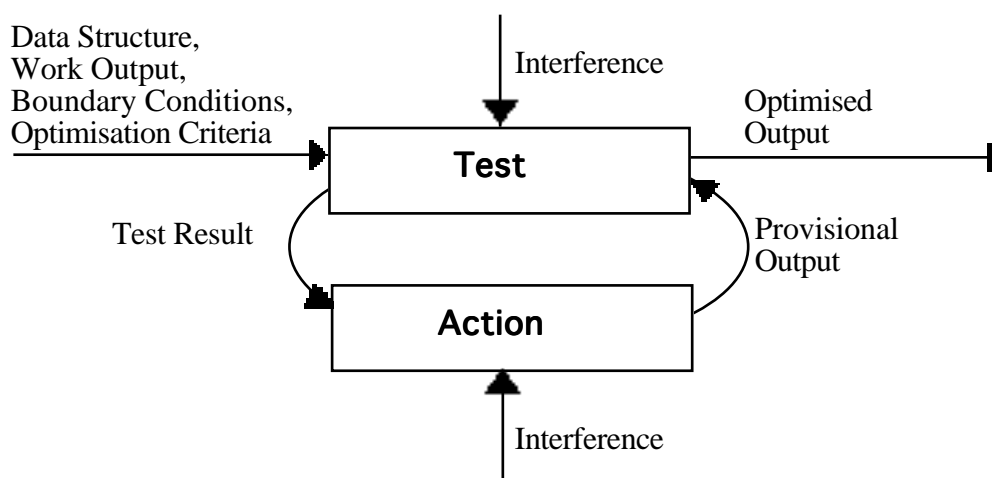 Data Structure,
Work Output,
Boundary Conditions,
Optimisation Criteria
Interference
Optimised
Output
Test
Test Result
Provisional
Output
Action
Interference